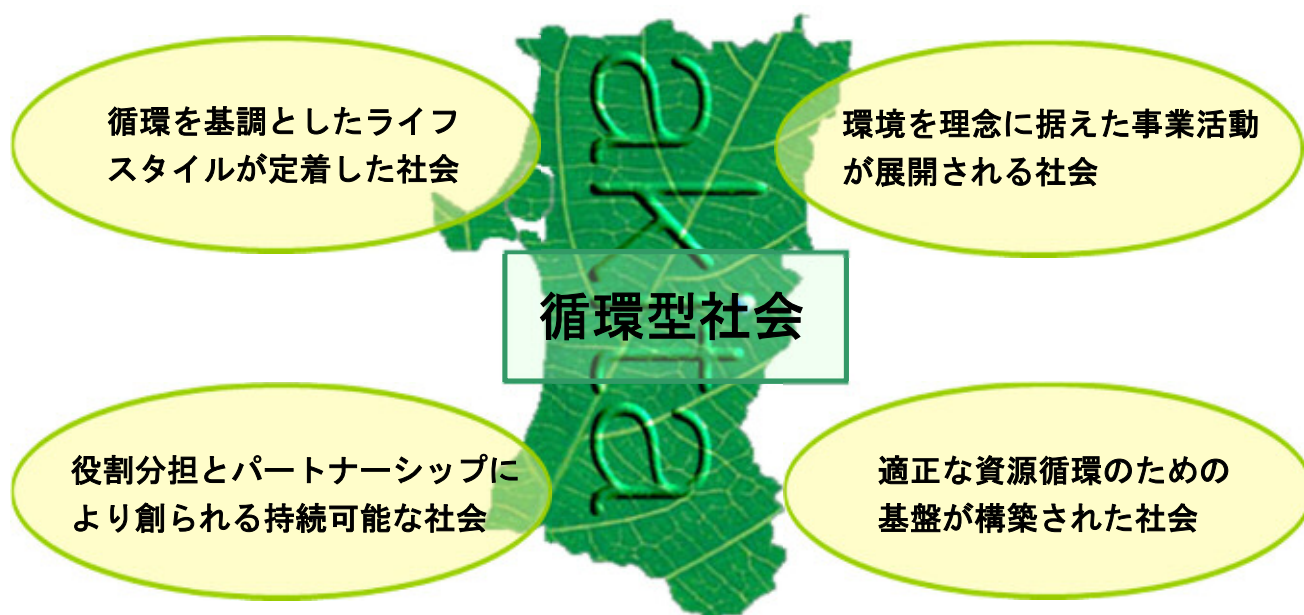 循環を基調としたライフ
スタイルが定着した社会
環境を理念に据えた事業活動
が展開される社会
akita
循環型社会
役割分担とパートナーシップに
より創られる持続可能な社会
適正な資源循環のための
基盤が構築された社会